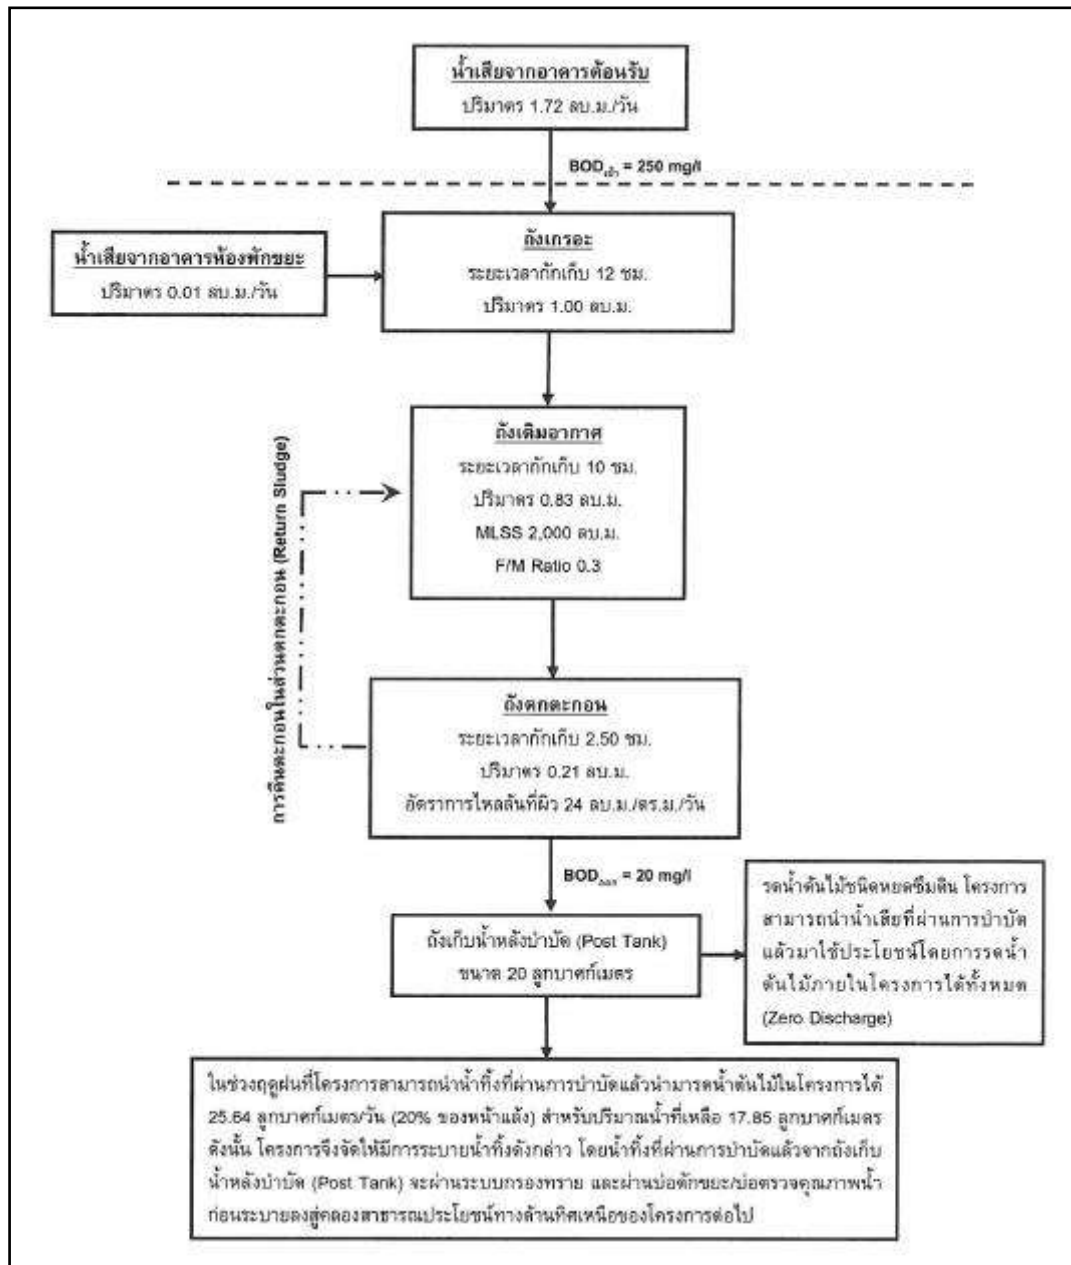 น้ำเสียจากอาคารต้อนรับ
ปริมาตร 1.72 ลบ.ม./วัน
BODเข้า = 250 mg/l
ถังเกรอะ
ระยะเวลากักเก็บ 12 ชม.
ปริมาตร 1.00 ลบ.ม.
น้ำเสียจากอาคารห้องพักขยะ
ปริมาตร 0.01 ลบ.ม./วัน
ถังเติมอากาศ
ระยะเวลากักเก็บ 10 ชม.
ปริมาตร 0.83 ลบ.ม.
MLSS 2,000 ลบ.ม.
F/M Ratio 0.3
การคืนตะกอนในส่วนตกตะกอน (Return Sludge)
ถังตกตะกอน
ระยะเวลากักเก็บ 2.50 ชม.
ปริมาตร 0.21 ลบ.ม.
อัตราการไหลล้นที่ผิว 24 ลบ.ม./ตร.ม./วัน
BODออก = 20 mg/l
ถังเก็บน้ำหลังบำบัด (Post Tank)
ขนาด 20 ลูกบาศก์เมตร
รดน้ำต้นไม้ชนิดหยดซึมดิน โครงการ
สามารถนำน้ำเสียที่ผ่านการบำบัด
แล้วมาใช้ประโยชน์โดยการรดน้ำ
ต้นไม้ภายในโครงการได้ทั้งหมด
(Zero Discharge)
ในช่วงฤดูฝนที่โครงการสามารถนำน้ำทิ้งที่ผ่านการบำบัดแล้วนำมารดน้ำต้นไม้ในโครงการได้
25.64 ลูกบาศก์เมตร/วัน (20% ของหน้าแล้ง) สำหรับปริมาณน้ำที่เหลือ 17.85 ลูกบาศก์เมตร
ดังนั้น โครงการจึงจัดให้มีการระบายน้ำทิ้งดังกล่าว โดยน้ำทิ้งที่ผ่านการบำบัดแล้วจากถังเก็บ
น้ำหลังบำบัด (Post Tank) จะผ่านระบบกรองทราย และผ่านบ่อดักขยะ/บ่อตรวจคุณภาพน้ำ
ก่อนระบายลงสู่คลองสาธารณประโยชน์ทางด้านทิศเหนือของโครงการต่อไป